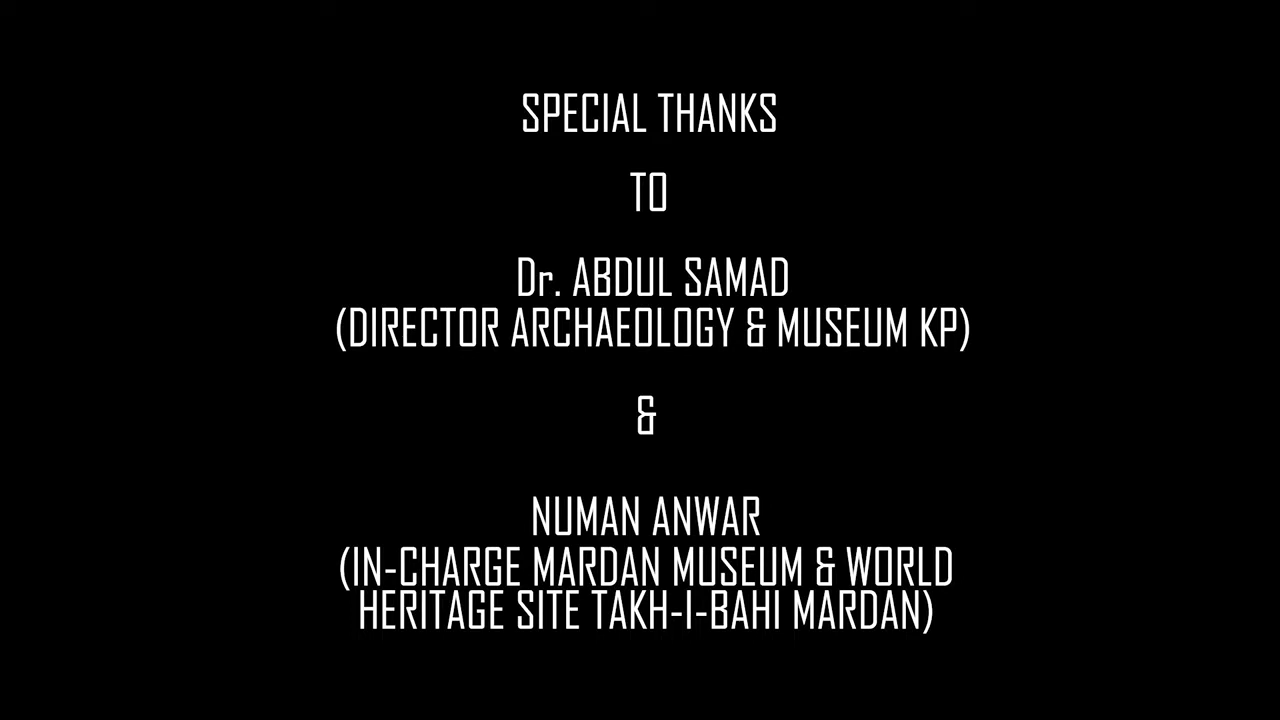 SPECIAL THANKS
TO
Dr. ABDUL SAMAD
(DIRECTOR ARCHAEOLOGY & MUSEUM KP)
&
NUMAN ANWAR
(IN-CHARGE MARDAN MUSEUM & WORLD
HERITAGE SITE TAKH-I-BAHI MARDAN)